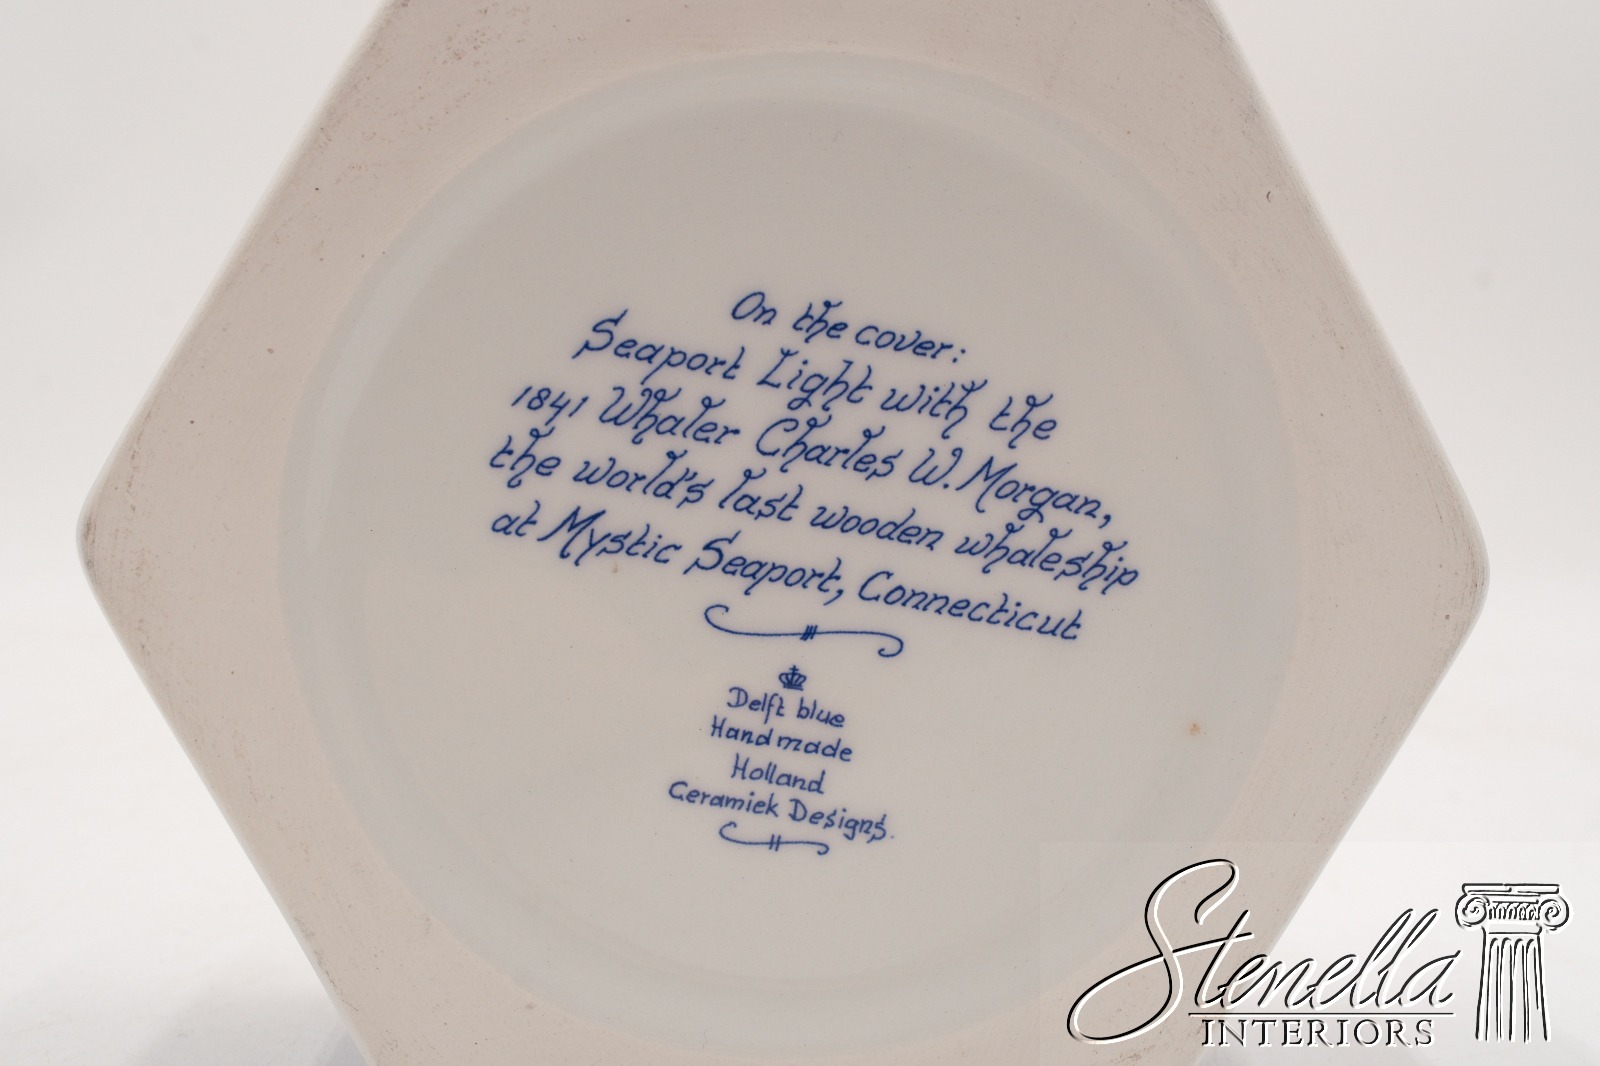 On the cover:
Seaport Light with the
1841 Whaler Charles W. Morgan,
the world's last wooden whaleship
at Mystic Seaport, Connecticut
Delft blue
Handmade
Holland
Ceramiek Designs.
Stenella
INTERIORS